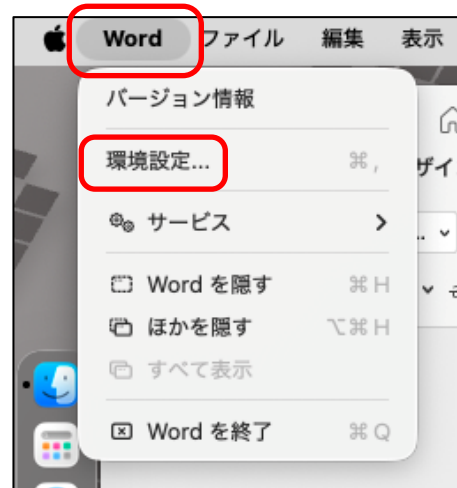 Word ファイル 編集 表示
バージョン情報
環境設定... ⌘ ,
サービス
Word を隠す ⌘ H
ほかを隠す ⌥ ⌘ H
すべて表示
Word を終了 ⌘ Q
ザイ